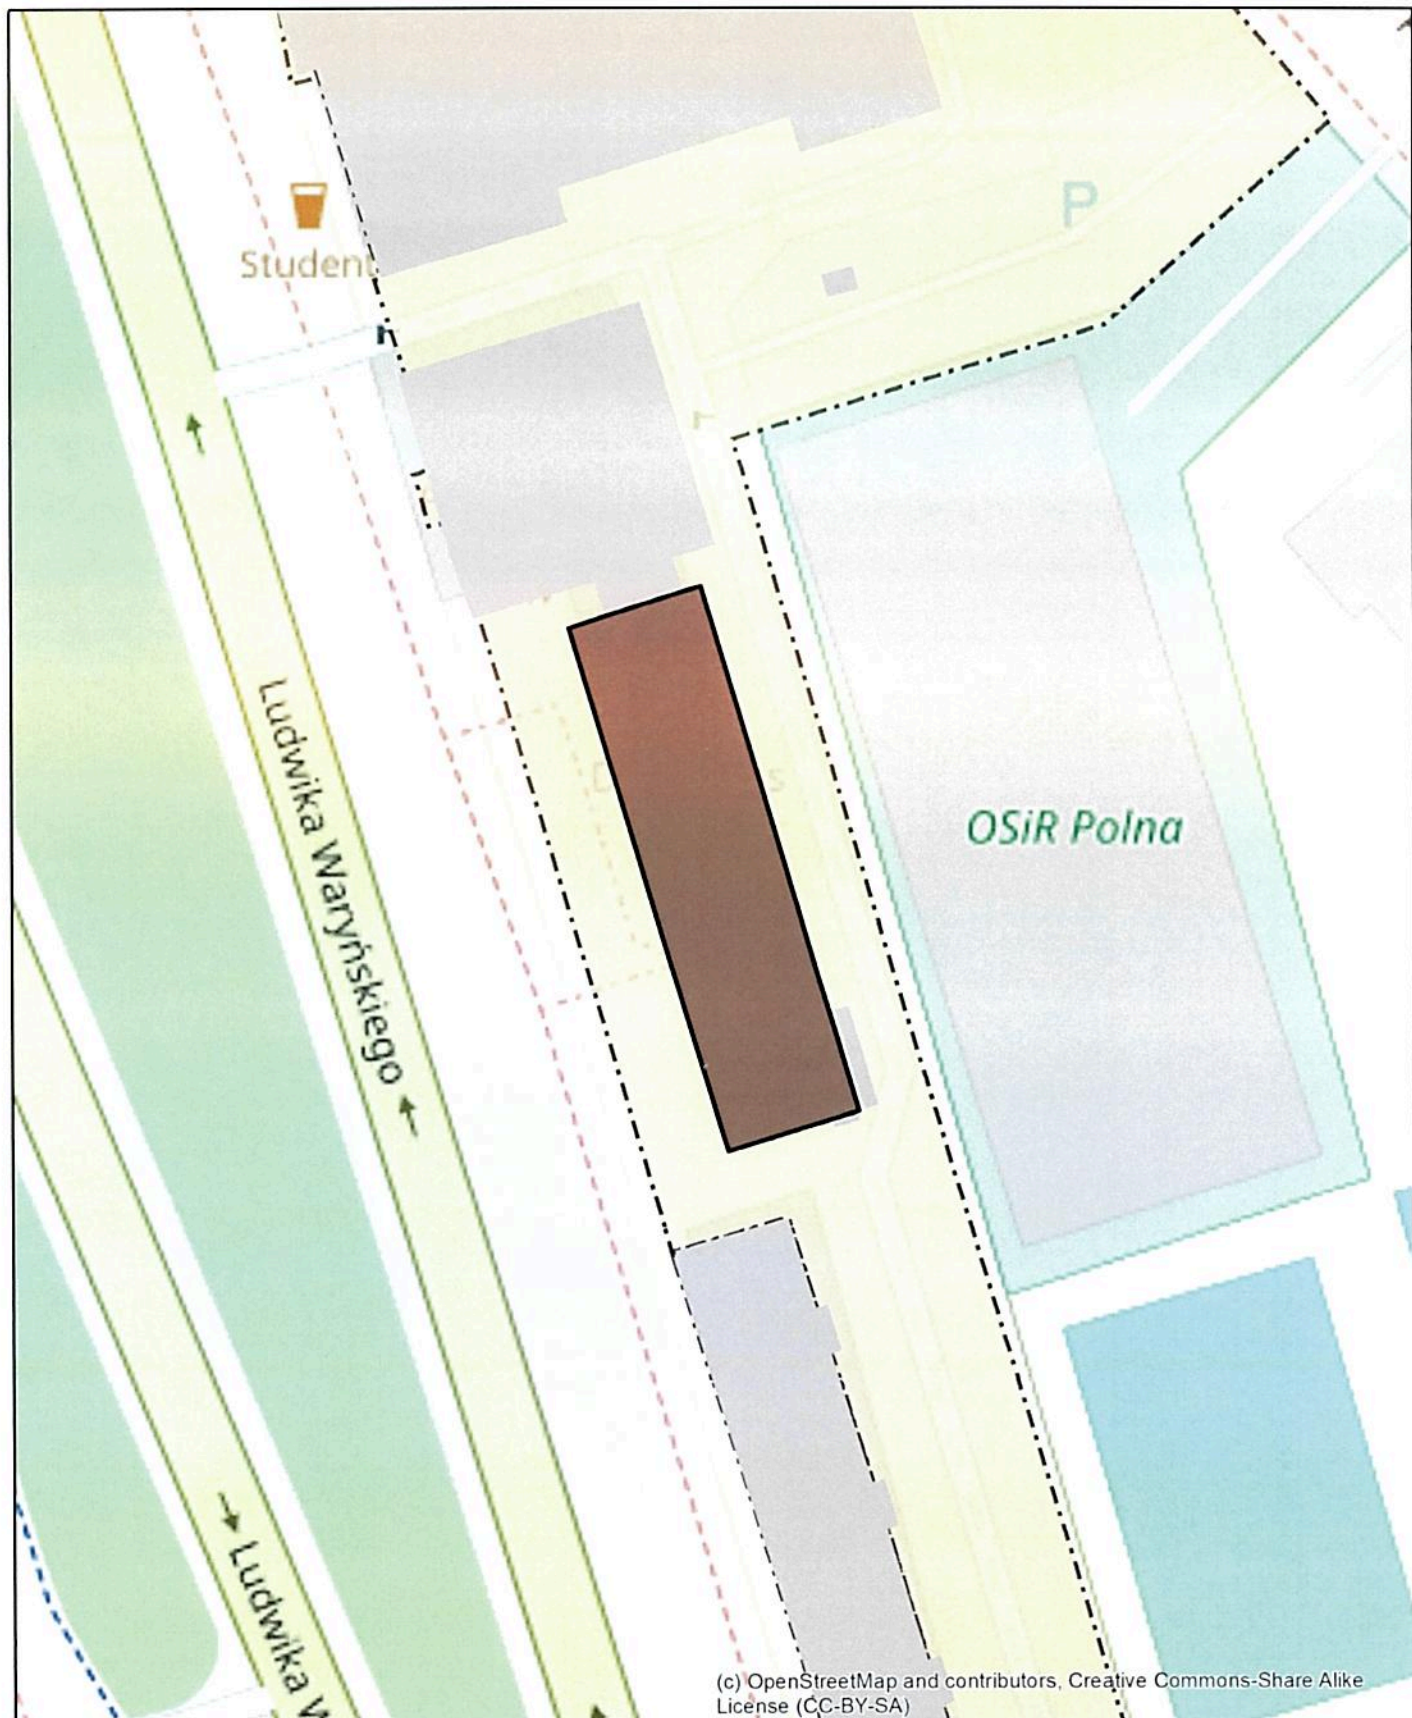 P
Student
Ludwika Waryńskiego
OSiR Polna
Ludwika W
(c) OpenStreetMap and contributors, Creative Commons-Share Alike
License (CC-BY-SA)